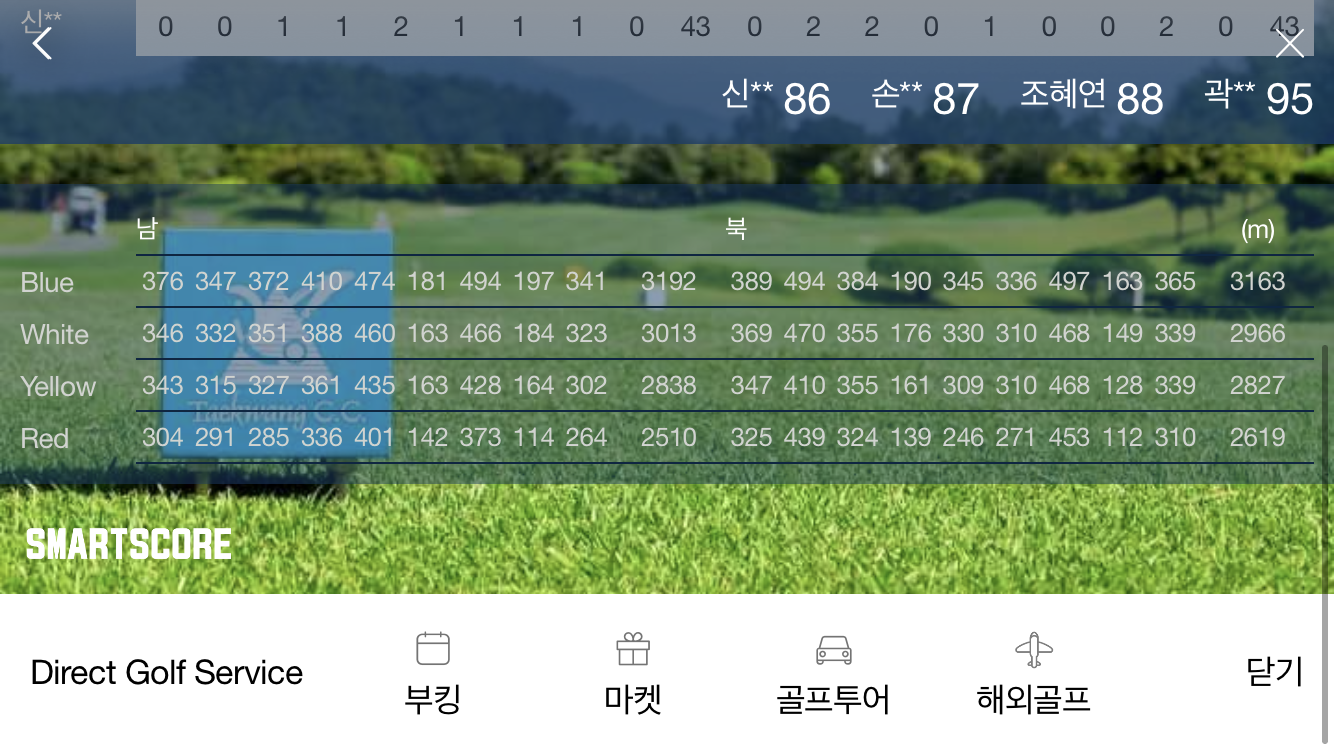 신** 0 0 1 1 2 1 1 1 0 43 0 2 2 0 1 0 0 2 0 43
신** 86 손** 87 조혜연 88 곽** 95
남 북 (m)
Blue 376 347 372 410 474 181 494 197 341 3192 389 494 384 190 345 336 497 163 365 3163
White 346 332 351 388 460 163 466 184 323 3013 369 470 355 176 330 310 468 149 339 2966
Yellow 343 315 327 361 435 163 428 164 302 2838 347 410 355 161 309 310 468 128 339 2827
Taekwang C.C.
Red 304 291 285 336 401 142 373 114 264 2510 325 439 324 139 246 271 453 112 310 2619
SMARTSCORE
Direct Golf Service 부킹 마켓 골프투어 해외골프 닫기